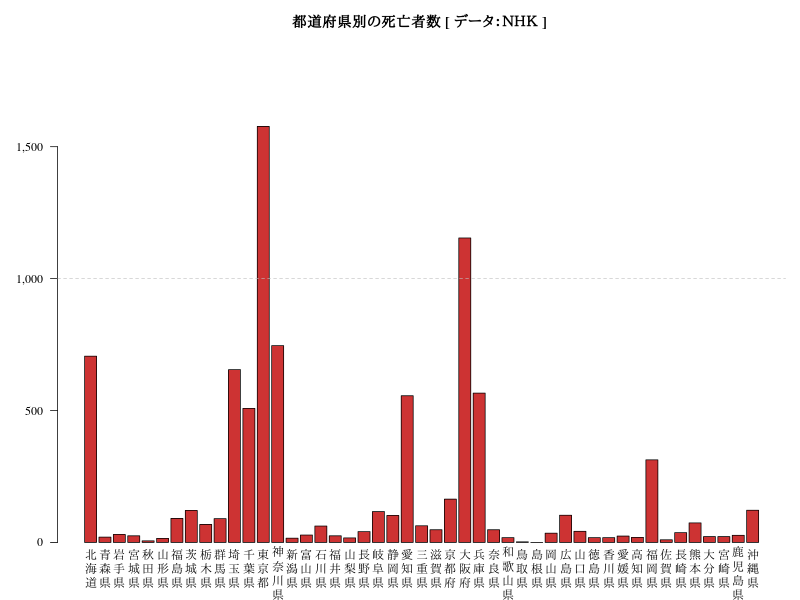 都道府県別の死亡者数 [ データ：NHK ]
1,500
1,000
500
0
北海道
青森県
岩手県
宮城県
秋田県
山形県
福島県
茨城県
栃木県
群馬県
埼玉県
千葉県
東京都
神奈川県
新潟県
富山県
石川県
福井県
山梨県
長野県
岐阜県
静岡県
愛知県
三重県
滋賀県
京都府
大阪府
兵庫県
奈良県
和歌山県
鳥取県
島根県
岡山県
広島県
山口県
徳島県
香川県
愛媛県
高知県
福岡県
佐賀県
長崎県
熊本県
大分県
宮崎県
鹿児島県
沖縄県